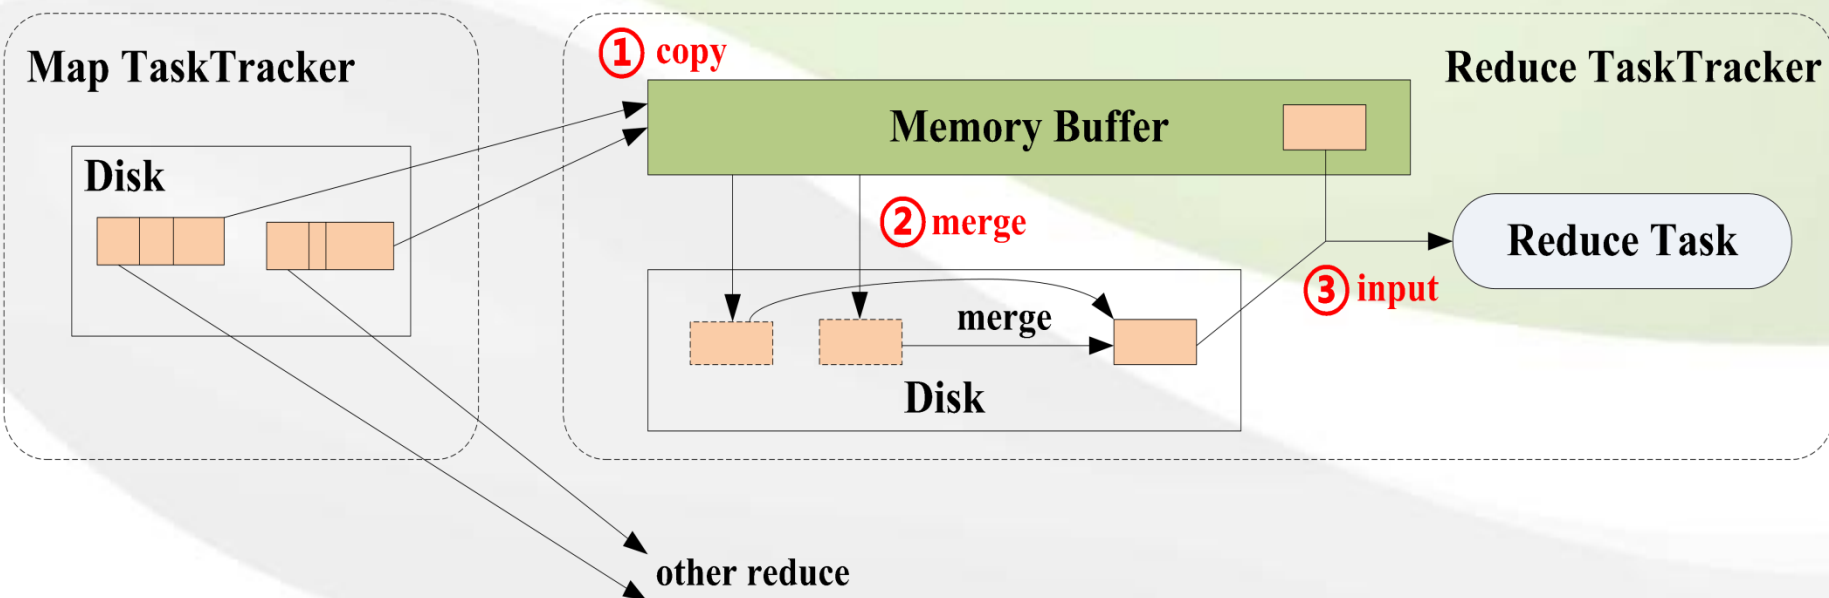 Map TaskTracker
Disk
① copy
Reduce TaskTracker
Memory Buffer
② merge
Reduce Task
③ input
merge
Disk
other reduce